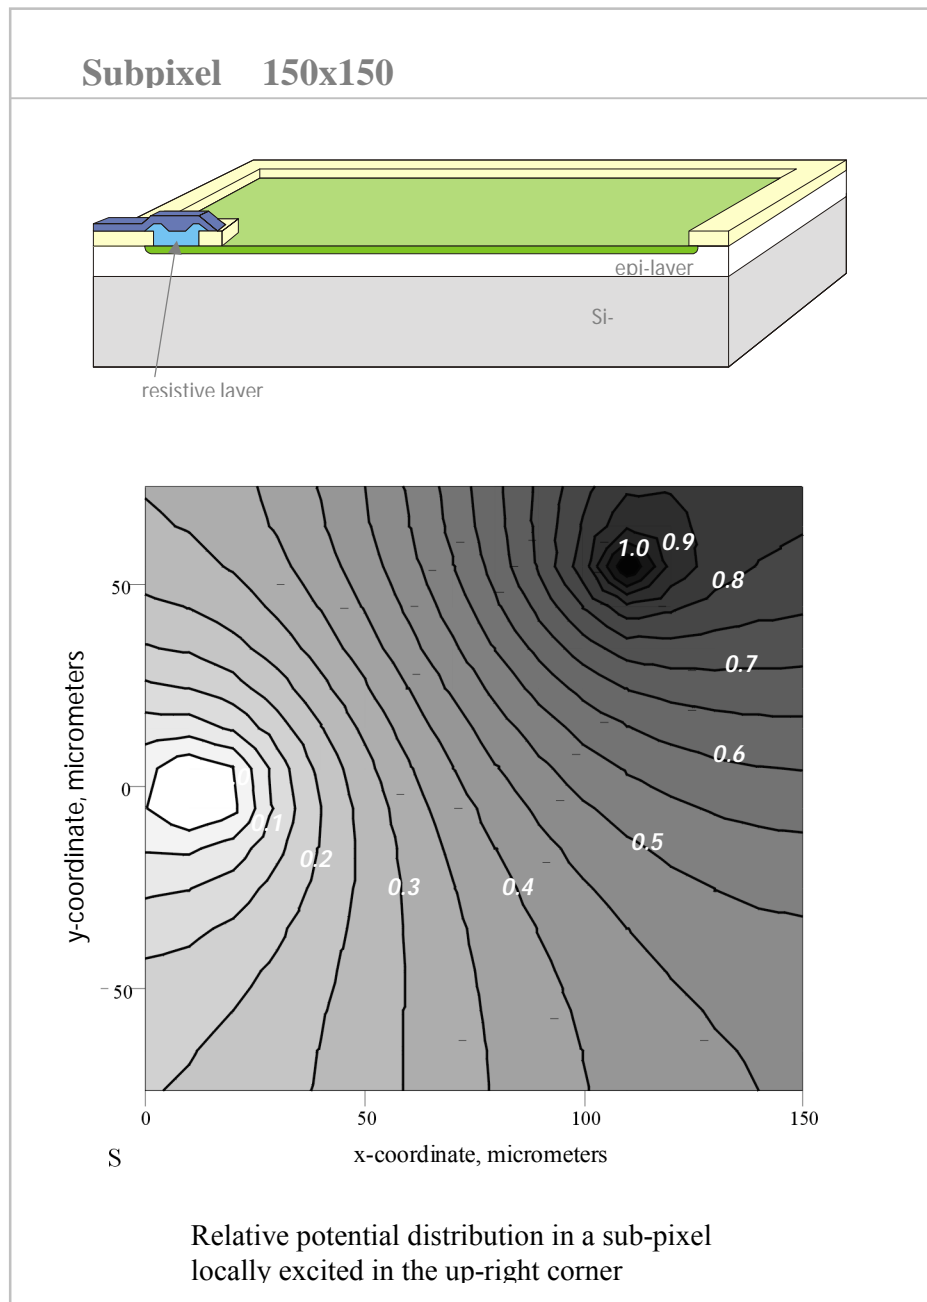 Subpixel 150x150
epi-layer
Si-
resistive layer
1.0 0.9
0.8
50
0.7
0.6
y-coordinate, micrometers
0
0.1
0.5
0.2
0.3
0.4
−50
0 50 100 150
S
x-coordinate, micrometers
Relative potential distribution in a sub-pixel
locally excited in the up-right corner